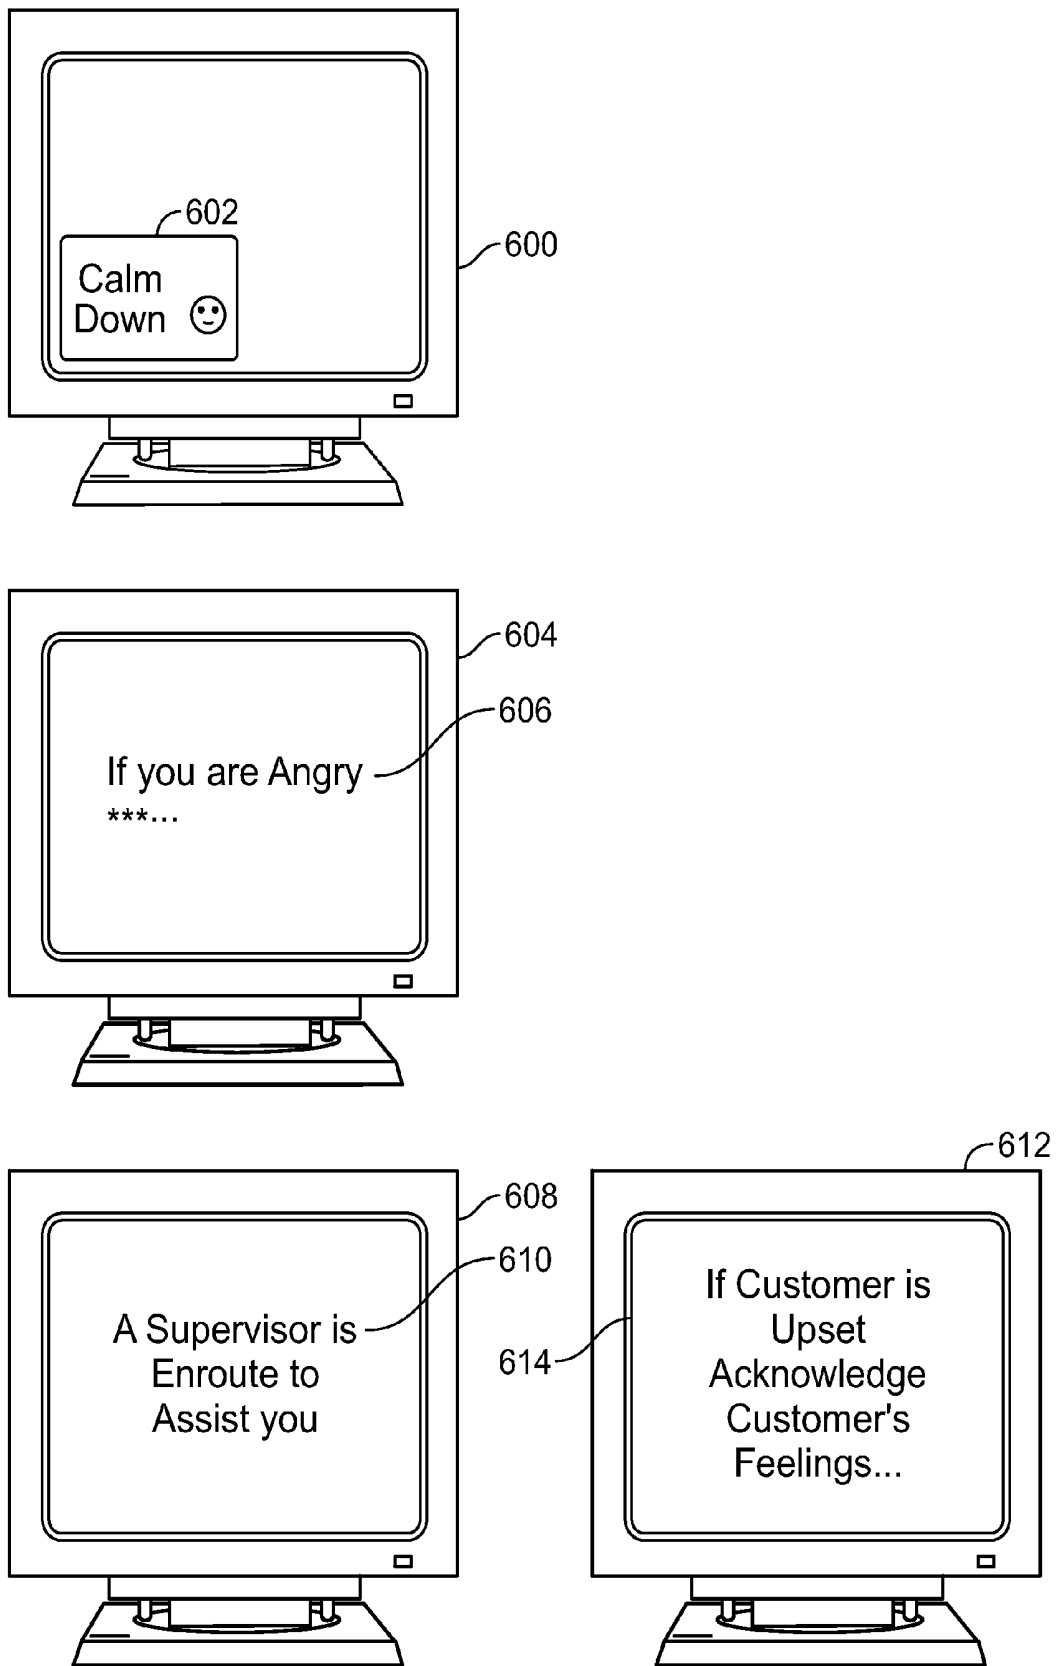 602
600
Calm
Down
604
606
If you are Angry
***...
612
608
610
A Supervisor is
Enroute to
Assist you
614
If Customer is
Upset
Acknowledge
Customer's
Feelings...